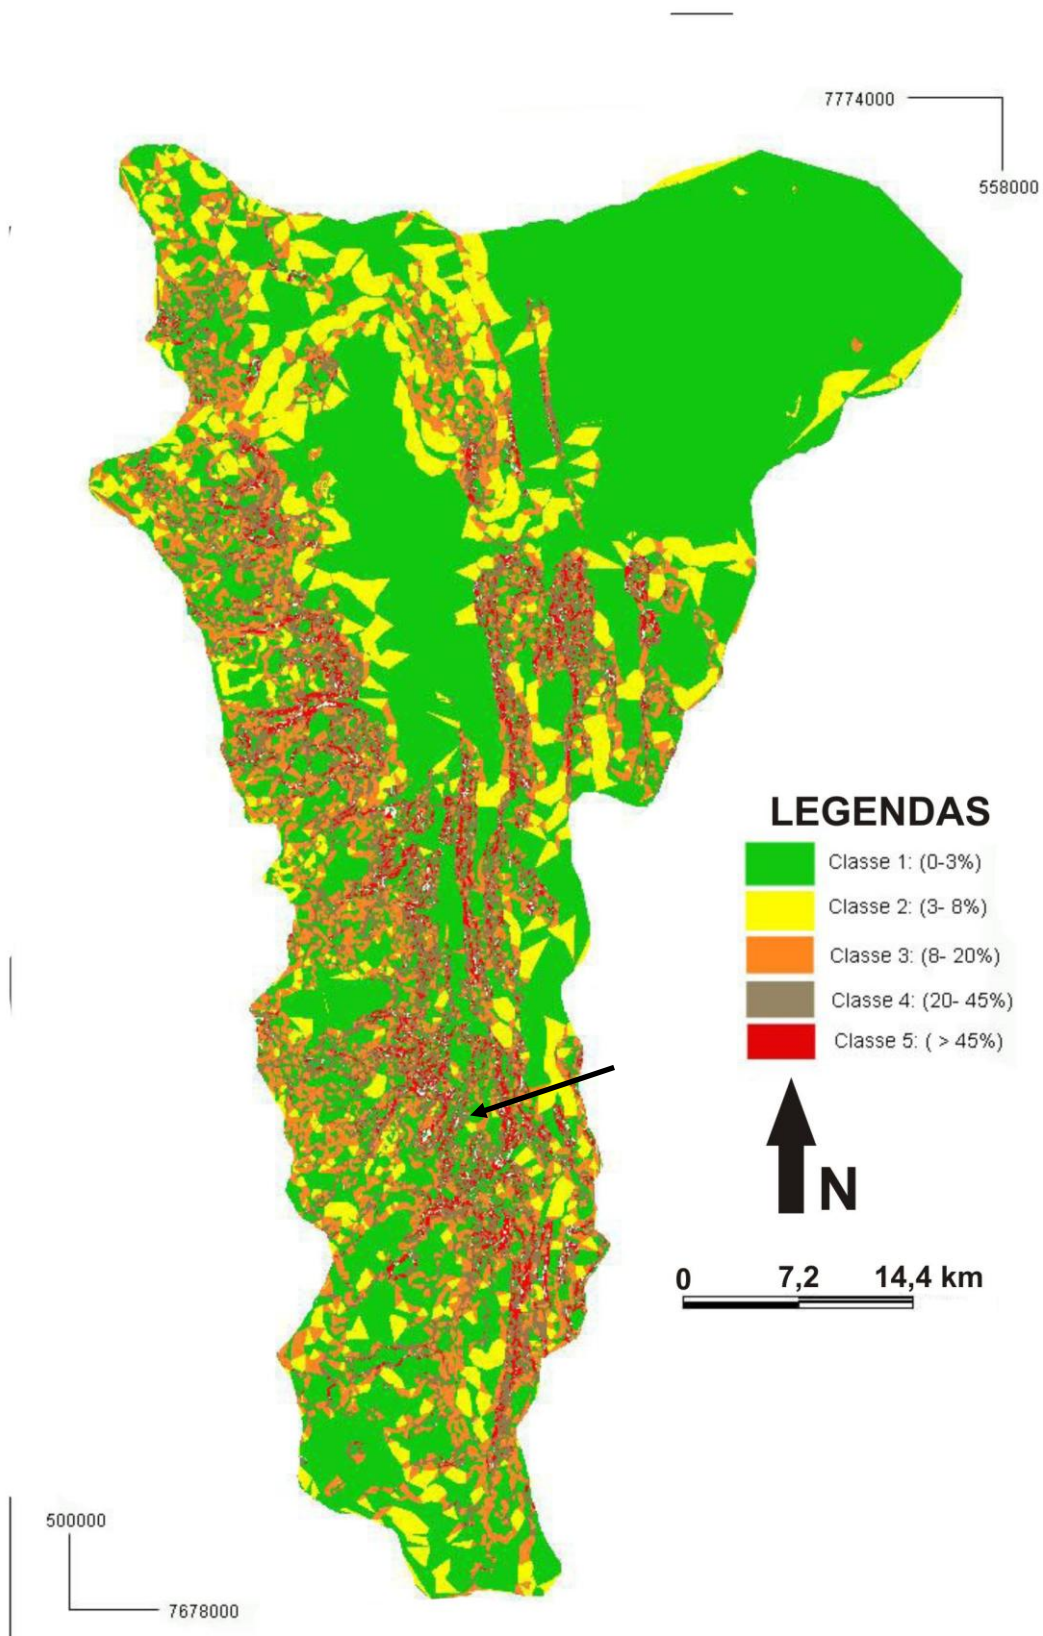 7774000
558000
LEGENDAS
Classe 1: (0-3%)
Classe 2: (3- 8%)
Classe 3: (8- 20%)
Classe 4: (20- 45%)
Classe 5: ( > 45%)
N
0 7,2 14,4 km
500000
7678000